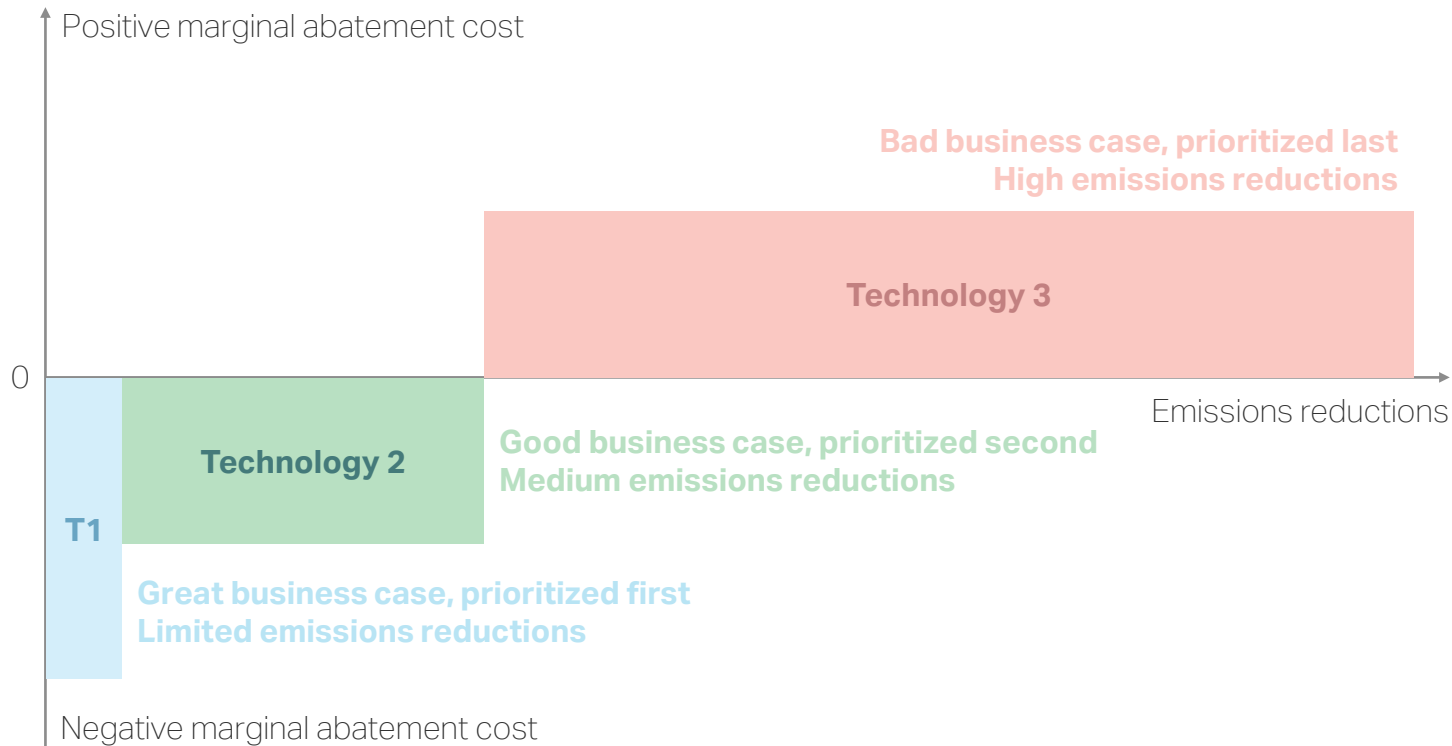 Positive marginal abatement cost
Bad business case, prioritized last
High emissions reductions
Technology 3
0
Emissions reductions
Technology 2
Good business case, prioritized second
Medium emissions reductions
T1
Great business case, prioritized first
Limited emissions reductions
Negative marginal abatement cost